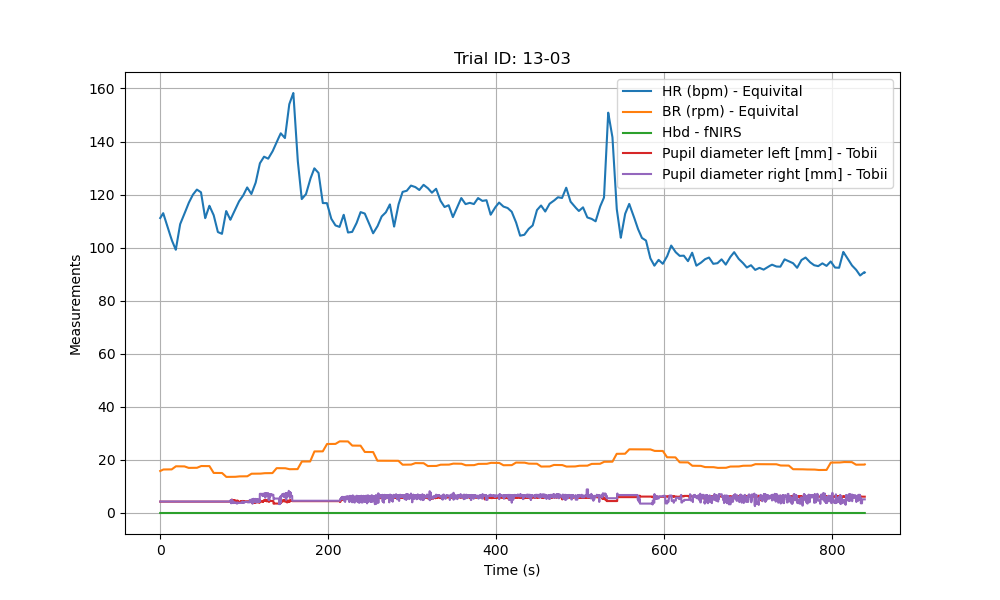 Trial ID: 13-03
HR (bpm) - Equivital
BR (rpm) - Equivital
Hbd - fNIRS
Pupil diameter left [mm] - Tobii
Pupil diameter right [mm] - Tobii
Measurements
160
140
120
100
80
60
40
20
0
0 200 400 600 800
Time (s)